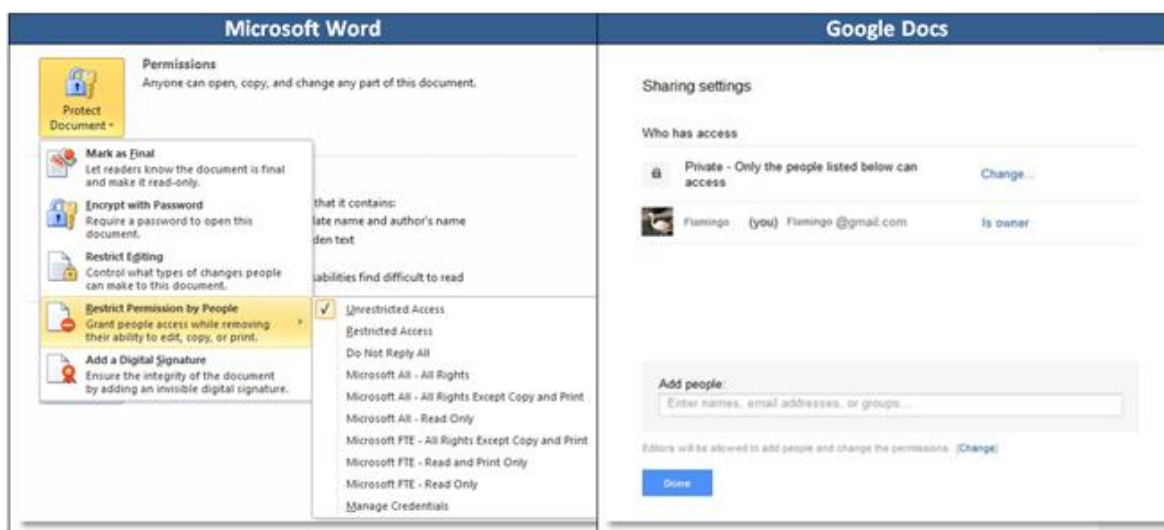 Microsoft Word
Permissions
Anyone can open, copy, and change any part of this document.
Protect
Document
Mark as Final
Let readers know the document is final
and make it read-only.
Encrypt with Password
Require a password to open this
document.
Restrict Editing
Control what types of changes people
can make to this document.
Restrict Permission by People
Grant people access while removing
their ability to edit, copy, or print.
Add a Digital Signature
Ensure the integrity of the document
by adding an invisible digital signature.
that it contains:
late name and author's name
den text
abilities find difficult to read
Unrestricted Access
Restricted Access
Do Not Reply All
Microsoft All - All Rights
Microsoft All - All Rights Except Copy and Print
Microsoft All - Read Only
Microsoft FTE - All Rights Except Copy and Print
Microsoft FTE - Read and Print Only
Microsoft FTE - Read Only
Manage Credentials
Google Docs
Sharing settings
Who has access
Private - Only the people listed below can
access
Change...
Flamingo (you) Flamingo @gmail.com
Is owner
Add people:
Enter names, email addresses, or groups...
Editors will be allowed to add people and change the permissions. [Change]
Done